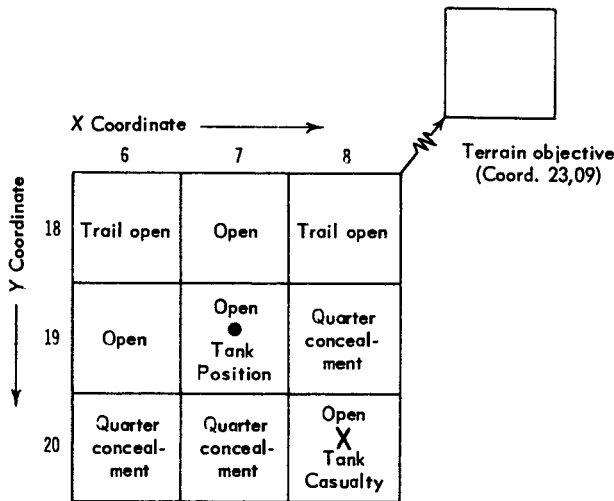 X Coordinate
6 7 8
Terrain objective
(Coord. 23,09)
Y Coordinate
18
Trail open
Open
Trail open
19
Open
Open
Tank
Position
Quarter
conceal-
ment
20
Quarter
conceal-
ment
Quarter
conceal-
ment
Open
X
Tank
Casualty